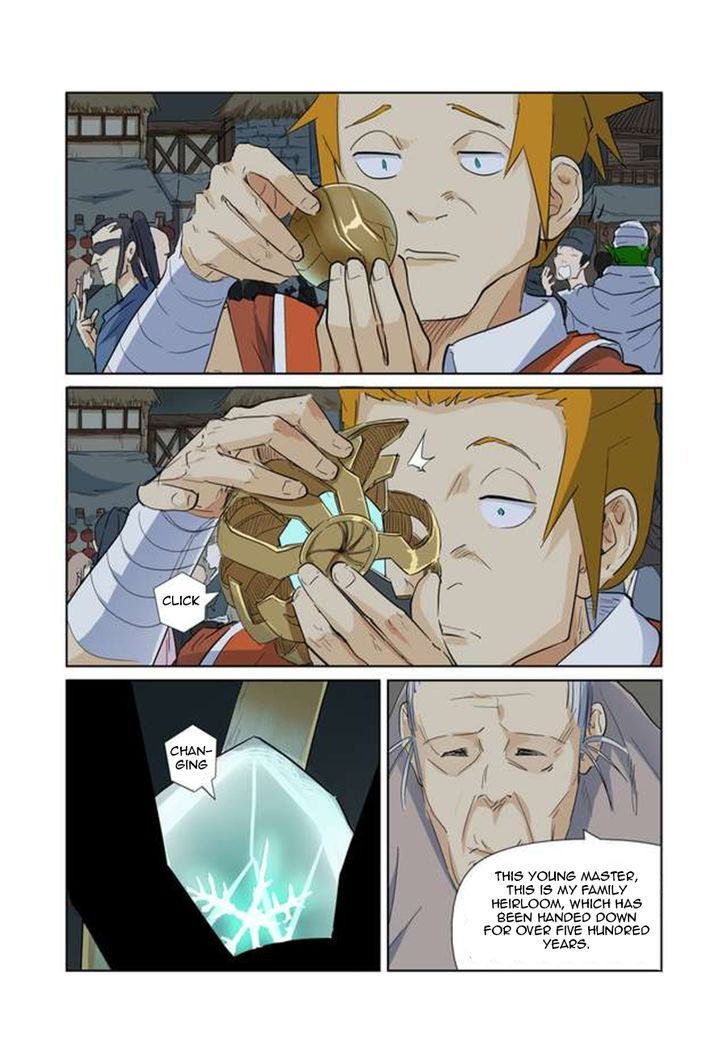 CLICK
CHAN-
GING
THIS YOUNG MASTER,
THIS IS MY FAMILY
HEIRLOOM, WHICH HAS
BEEN HANDED DOWN
FOR OVER FIVE HUNDRED
YEARS.